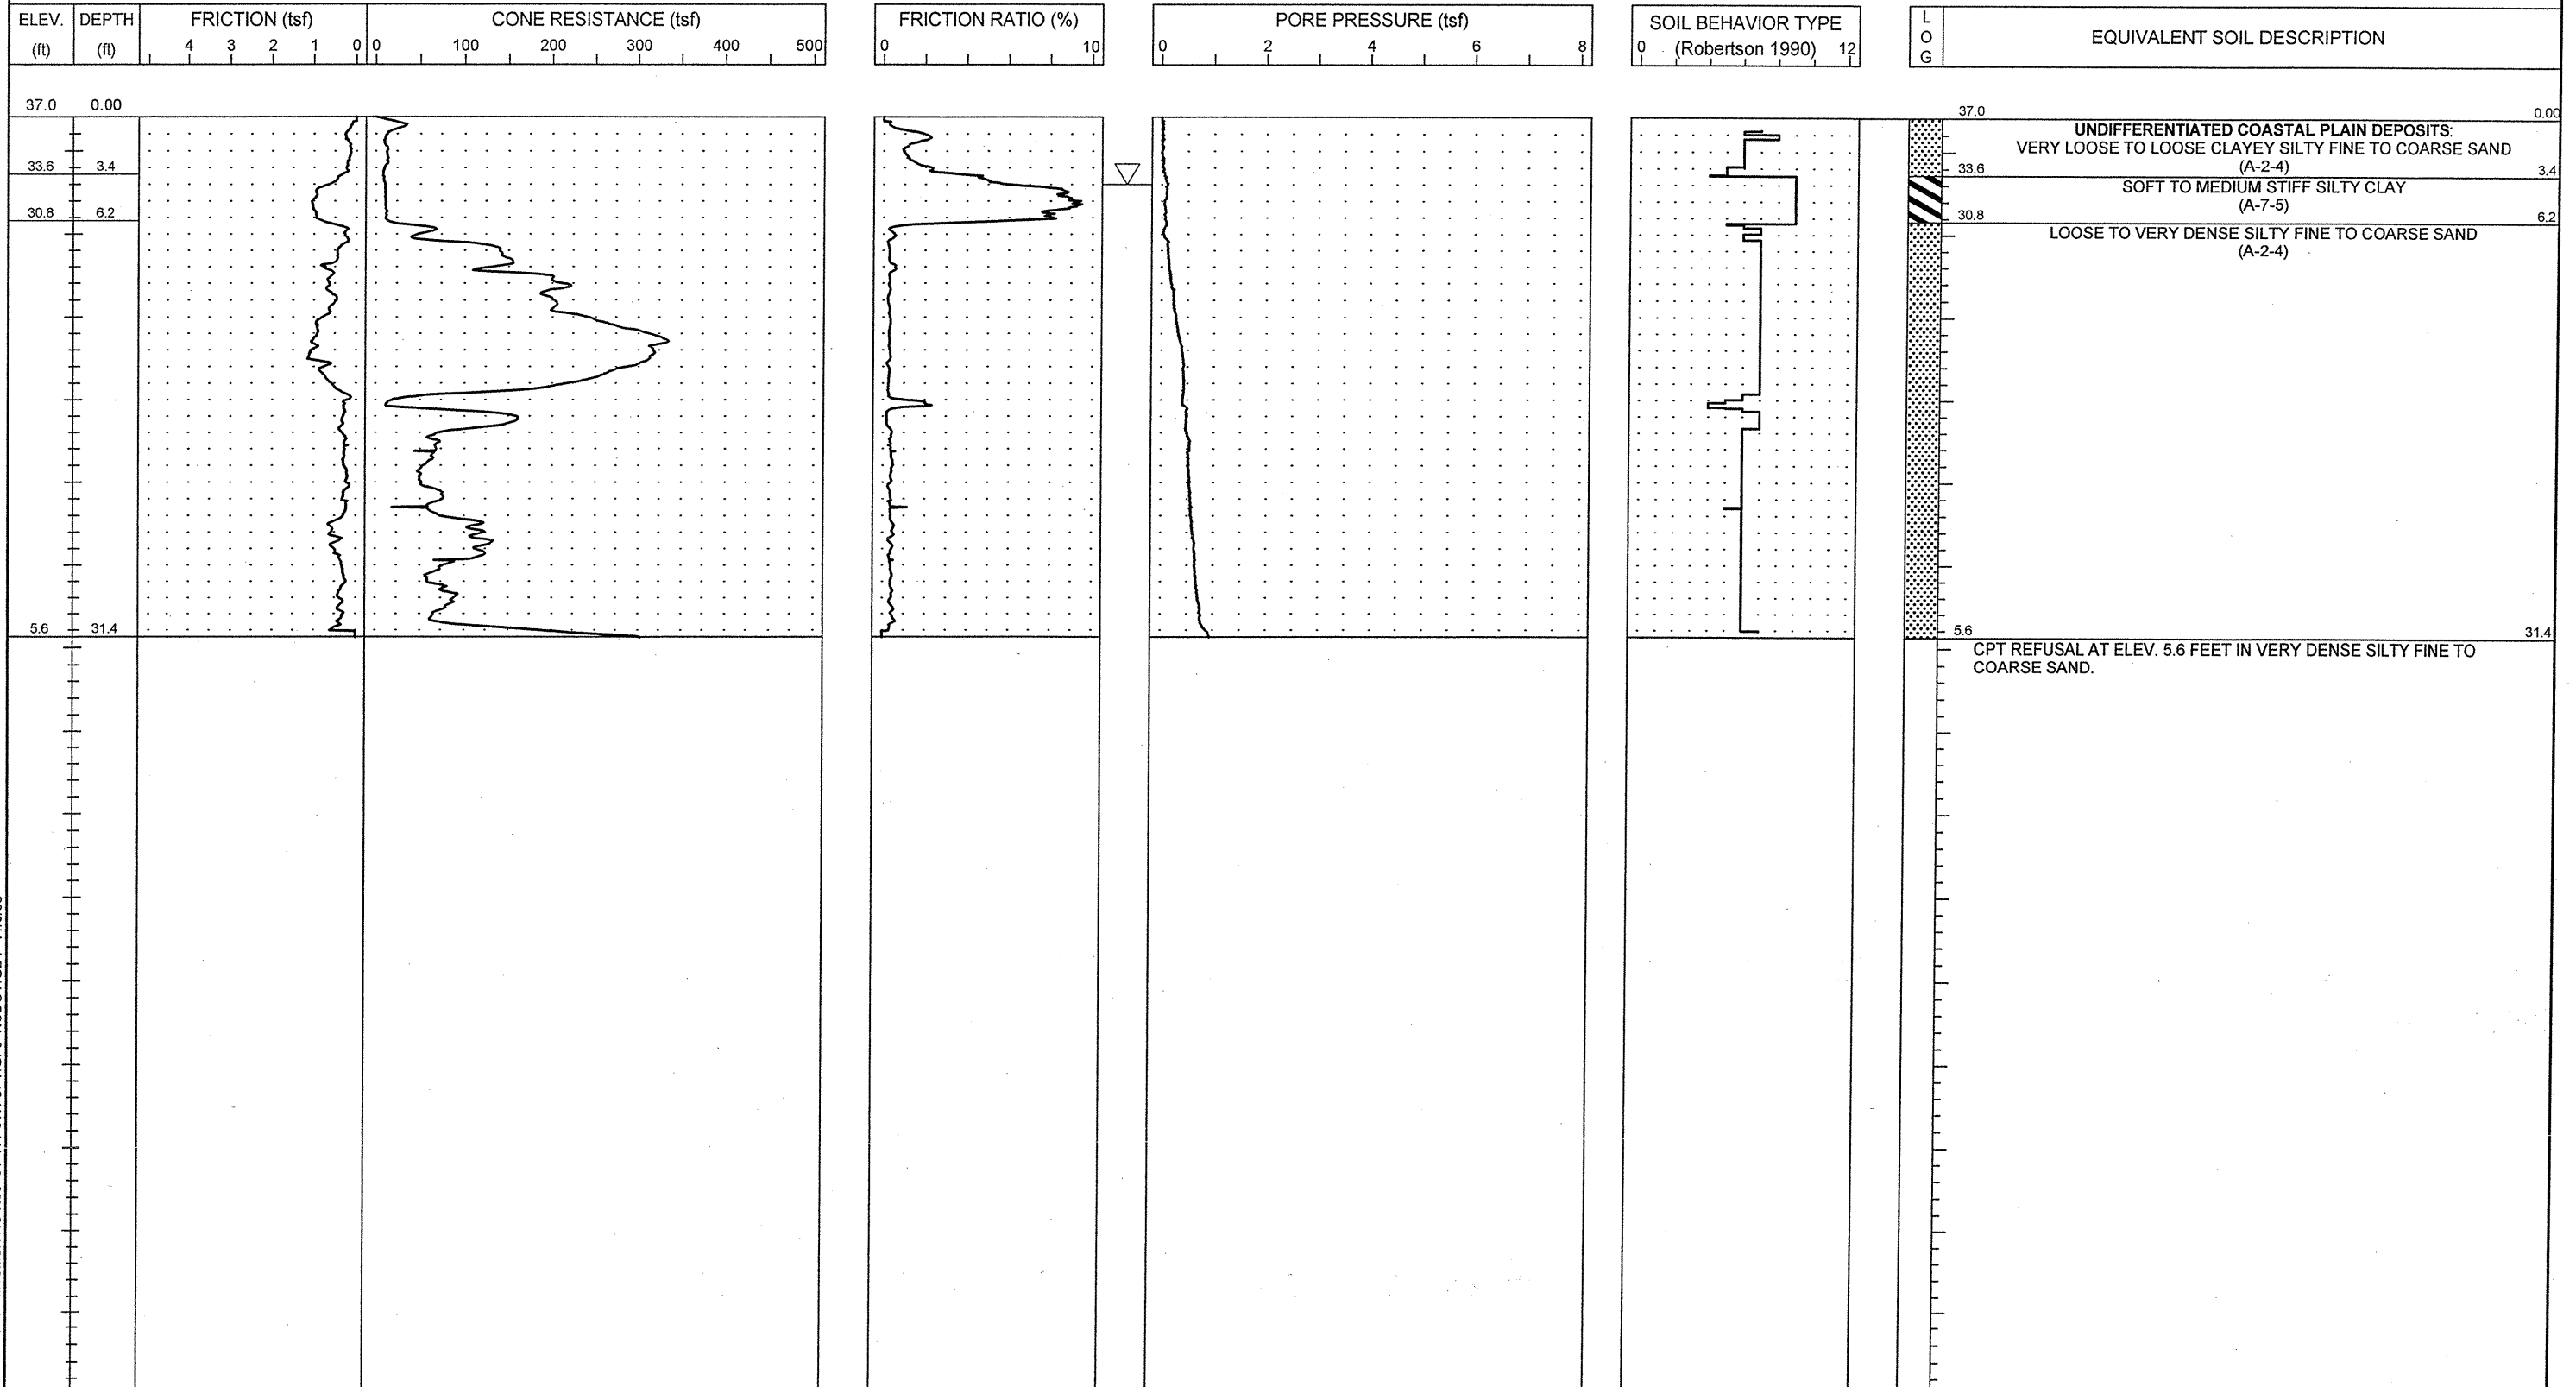 ELEV. DEPTH FRICTION (tsf) CONE RESISTANCE (tsf) FRICTION RATIO (%) PORE PRESSURE (tsf) SOIL BEHAVIOR TYPE L
(ft) (ft) 4 3 2 1 0 0 100 200 300 400 500 0 10 0 2 4 6 8 0 (Robertson 1990) 12 O EQUIVALENT SOIL DESCRIPTION
G
37.0 0.00
37.0 0.00
UNDIFFERENTIATED COASTAL PLAIN DEPOSITS:
VERY LOOSE TO LOOSE CLAYEY SILTY FINE TO COARSE SAND
(A-2-4)
33.6 3.4 33.6 3.4
SOFT TO MEDIUM STIFF SILTY CLAY
(A-7-5)
30.8 6.2 30.8 6.2
LOOSE TO VERY DENSE SILTY FINE TO COARSE SAND
(A-2-4)
5.6 31.4 5.6 31.4
CPT REFUSAL AT ELEV. 5.6 FEET IN VERY DENSE SILTY FINE TO
COARSE SAND.